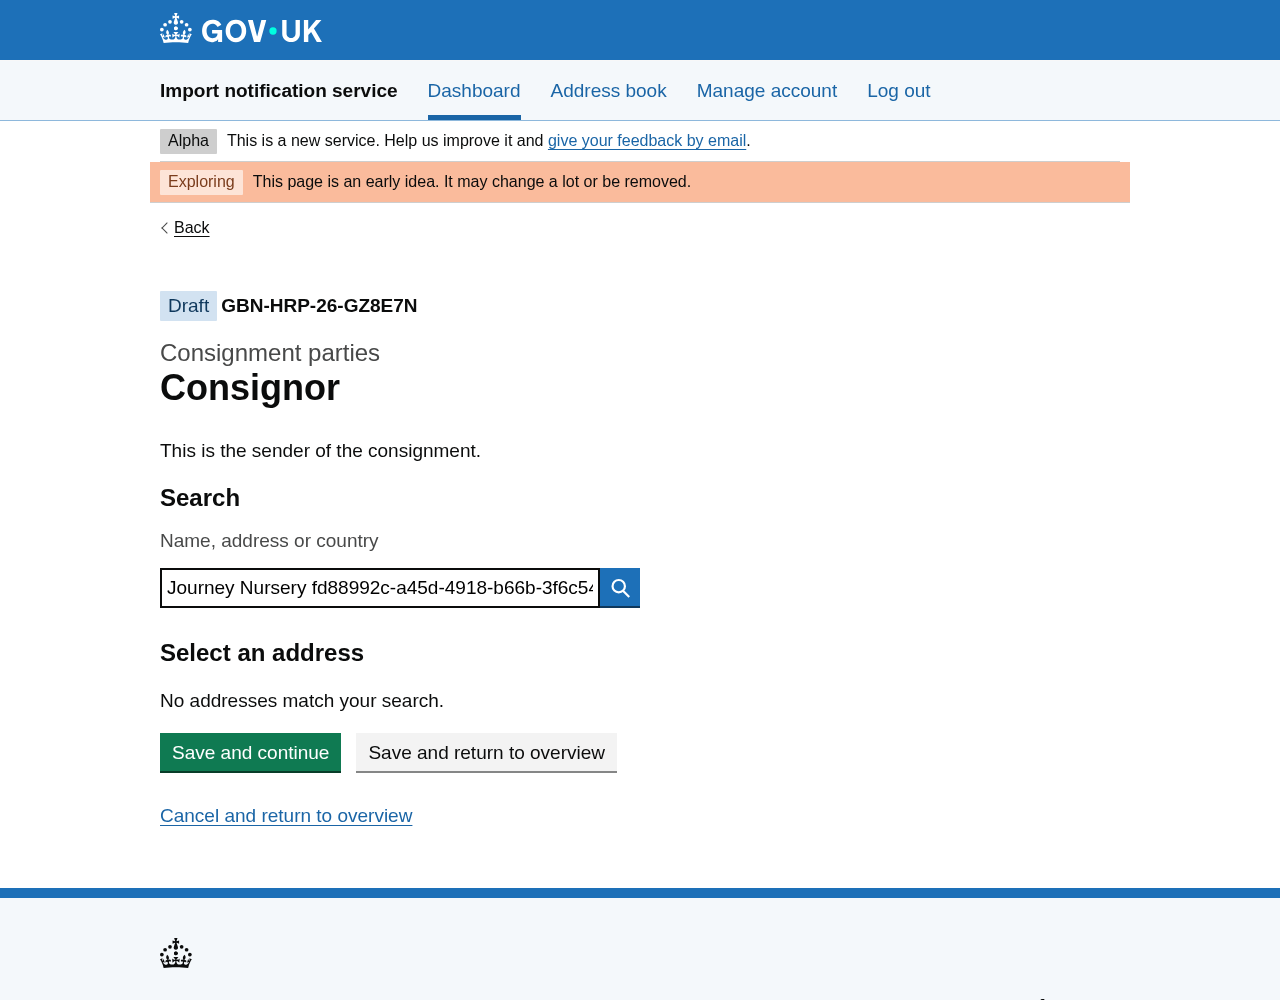 GOV·UK
Import notification service Dashboard Address book Manage account Log out
Alpha This is a new service. Help us improve it and give your feedback by email.
Exploring This page is an early idea. It may change a lot or be removed.
Back
Draft GBN-HRP-26-GZ8E7N
Consignment parties
Consignor
This is the sender of the consignment.
Search
Name, address or country
Journey Nursery fd88992c-a45d-4918-b66b-3f6c54
Select an address
No addresses match your search.
Save and continue Save and return to overview
Cancel and return to overview